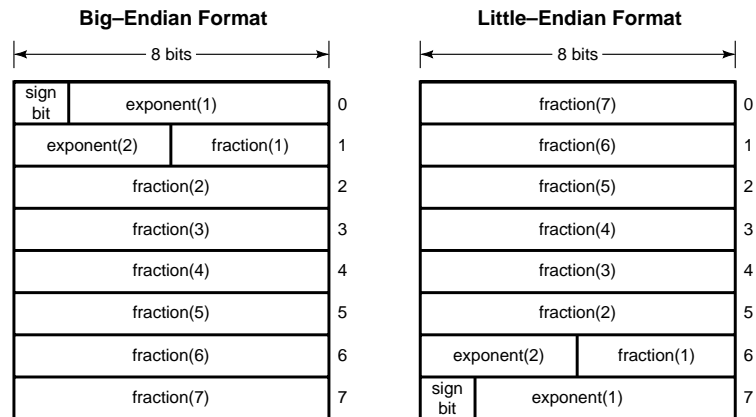 Big–Endian Format
8 bits
sign bit exponent(1) 0
exponent(2) fraction(1) 1
fraction(2) 2
fraction(3) 3
fraction(4) 4
fraction(5) 5
fraction(6) 6
fraction(7) 7
Little–Endian Format
8 bits
fraction(7) 0
fraction(6) 1
fraction(5) 2
fraction(4) 3
fraction(3) 4
fraction(2) 5
exponent(2) fraction(1) 6
sign bit exponent(1) 7